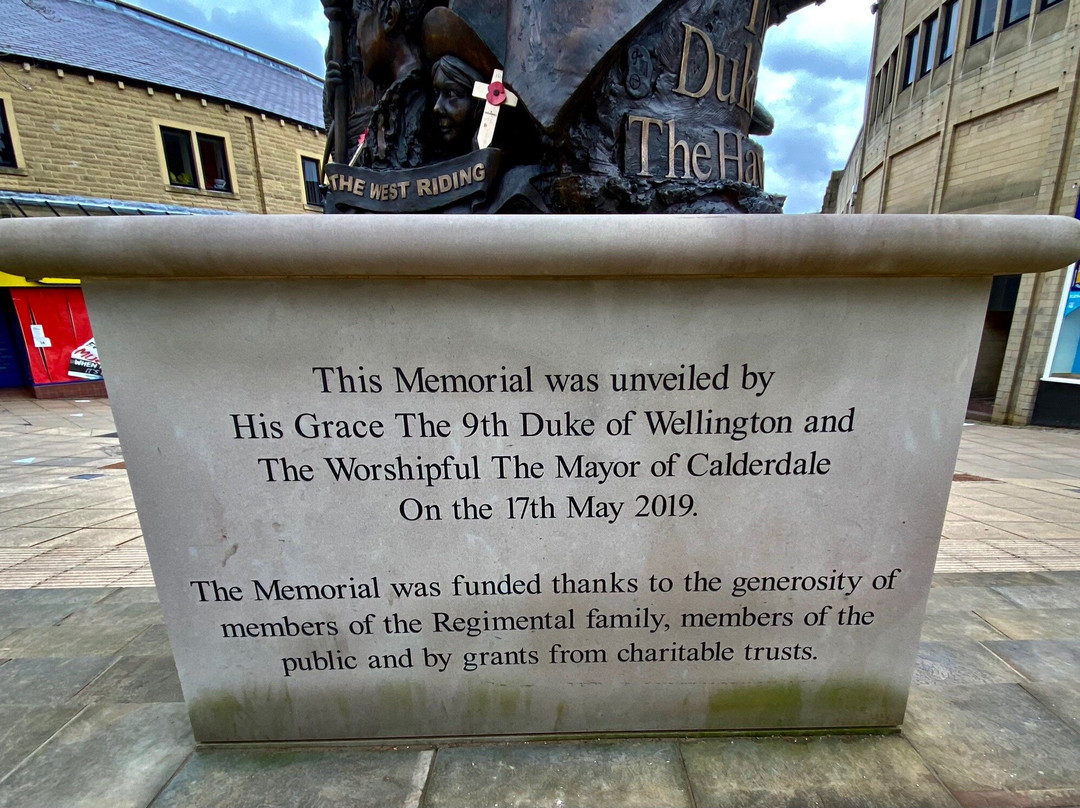 Duk
TheHa
THE WEST RIDING
This Memorial was unveiled by
His Grace The 9th Duke of Wellington and
The Worshipful The Mayor of Calderdale
On the 17th May 2019.
The Memorial was funded thanks to the generosity of
members of the Regimental family, members of the
public and by grants from charitable trusts.
WHEN